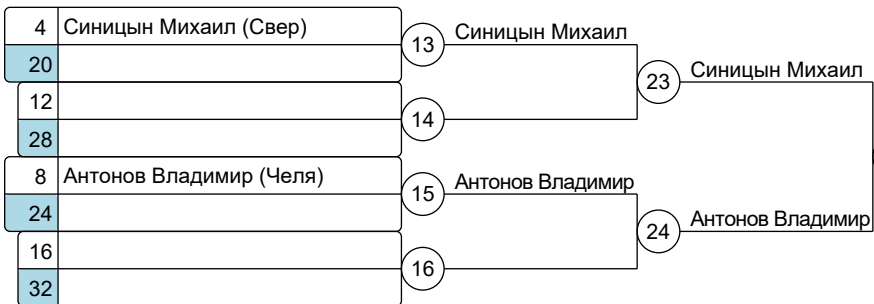 4 Синицын Михаил (Свер)
13 Синицын Михаил
20
23 Синицын Михаил
12
14
28
8 Антонов Владимир (Челя)
15 Антонов Владимир
24
24 Антонов Владимир
16
16
32